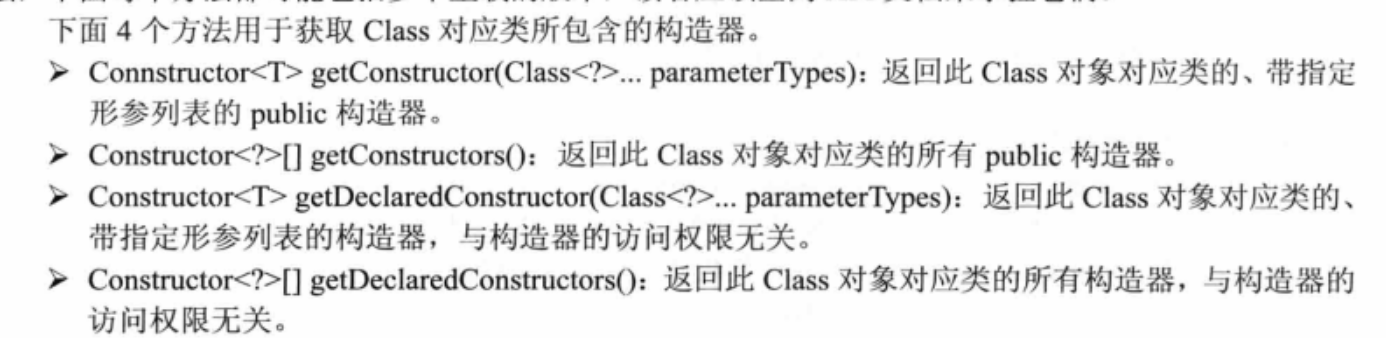 下面 4 个方法用于获取 Class 对应类所包含的构造器。
➢ Connstructor<T> getConstructor(Class<?>... parameterTypes)：返回此 Class 对象对应类的、带指定
形参列表的 public 构造器。
➢ Constructor<?>[] getConstructors()：返回此 Class 对象对应类的所有 public 构造器。
➢ Constructor<T> getDeclaredConstructor(Class<?>... parameterTypes)：返回此 Class 对象对应类的、
带指定形参列表的构造器，与构造器的访问权限无关。
➢ Constructor<?>[] getDeclaredConstructors()：返回此 Class 对象对应类的所有构造器，与构造器的
访问权限无关。